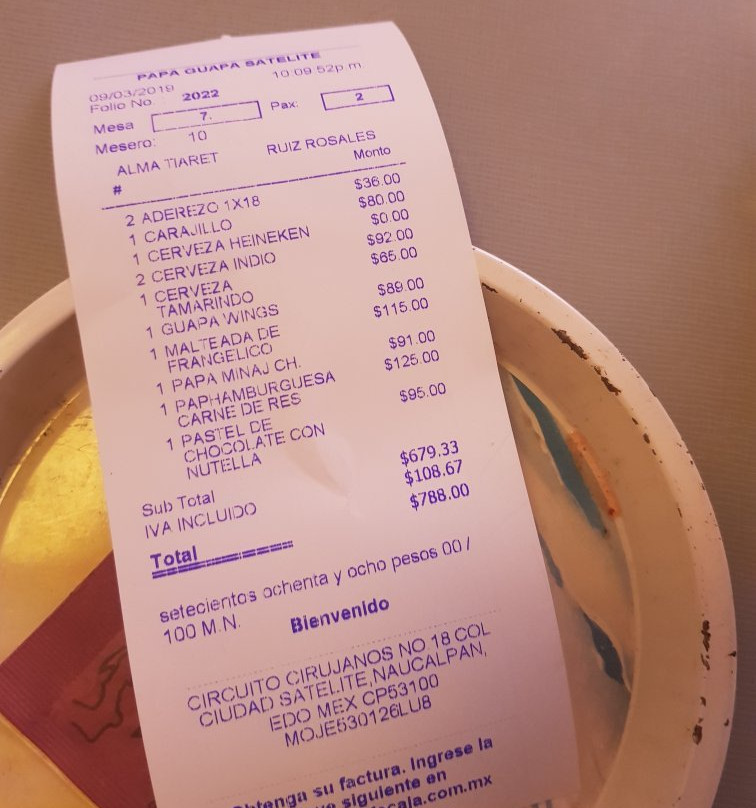 PAPA GUAPA SATELITE
09/03/2019 10:09:52p.m.
Folio No. 2022
Mesa 7. Pax: 2
Mesero: 10
ALMA TIARET RUIZ ROSALES
# Monto
2 ADEREZO 1X18 $36.00
1 CARAJILLO $80.00
1 CERVEZA HEINEKEN $0.00
2 CERVEZA INDIO $92.00
1 CERVEZA $65.00
TAMARINDO
1 GUAPA WINGS $89.00
1 MALTEADA DE $115.00
FRANGELICO
1 PAPA MINAJ CH. $91.00
1 PAPHAMBURGUESA $125.00
CARNE DE RES
1 PASTEL DE $95.00
CHOCOLATE CON
NUTELLA
Sub Total $679.33
IVA INCLUIDO $108.67
Total $788.00
setecientos ochenta y ocho pesos 00 /
100 M.N.
Bienvenido
CIRCUITO CIRUJANOS NO 18 COL
CIUDAD SATELITE,NAUCALPAN,
EDO MEX CP53100
MOJE530126LU8
su factura. Ingrese la
siguiente en
.com.mx